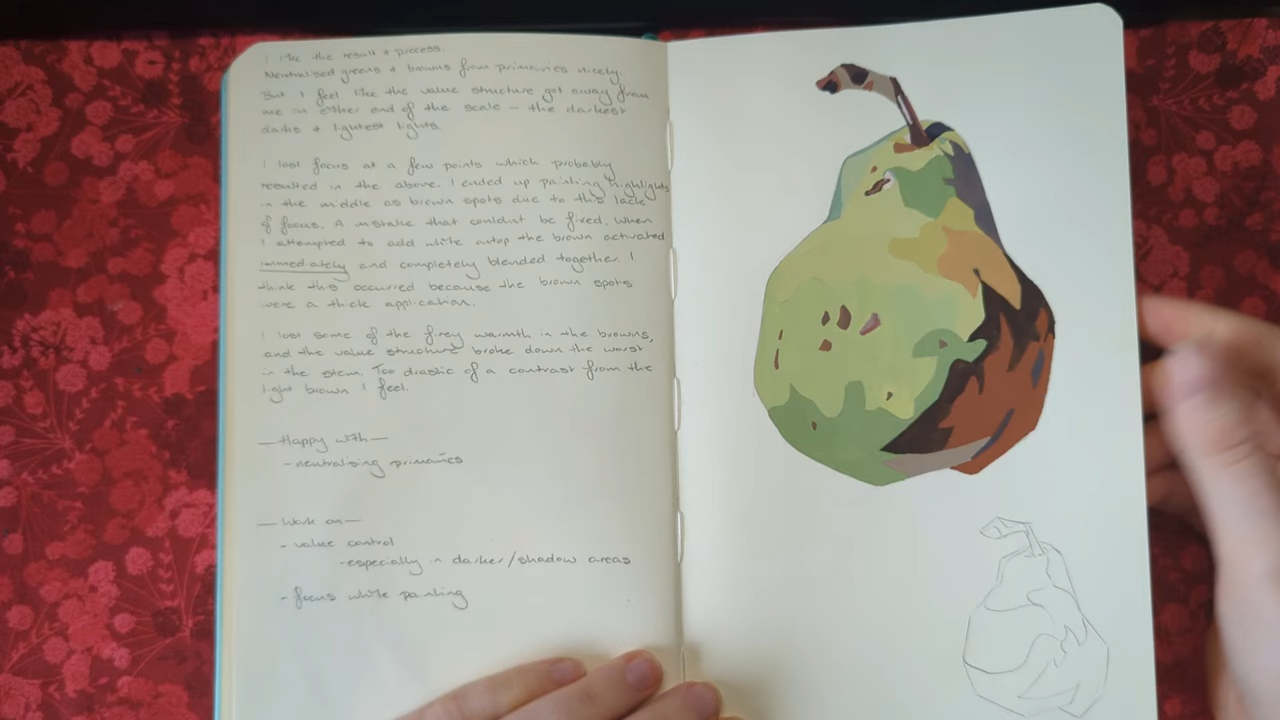 I like the result & process.
Neutralised greens & browns from primaries nicely.
But I feel like the value structure got away from
me on either end of the scale - the darkest
darks & lightest lights.
I lost focus at a few points which probably
resulted in the above. I ended up painting highlights
in the middle as brown spots due to this lack
of focus. A mistake that couldnt be fixed. When
I attempted to add white antop the brown activated
immediately and completely blended together. I
think this occurred because the brown spots
were a thick application.
I lost some of the firey warmth in the browns,
and the value structure broke down the worst
in the stem. Too drastic of a contrast from the
light brown I feel.
— Happy with —
- neutralising primaries
— Work on —
- value control
- especially in darker/shadow areas
- focus while painting